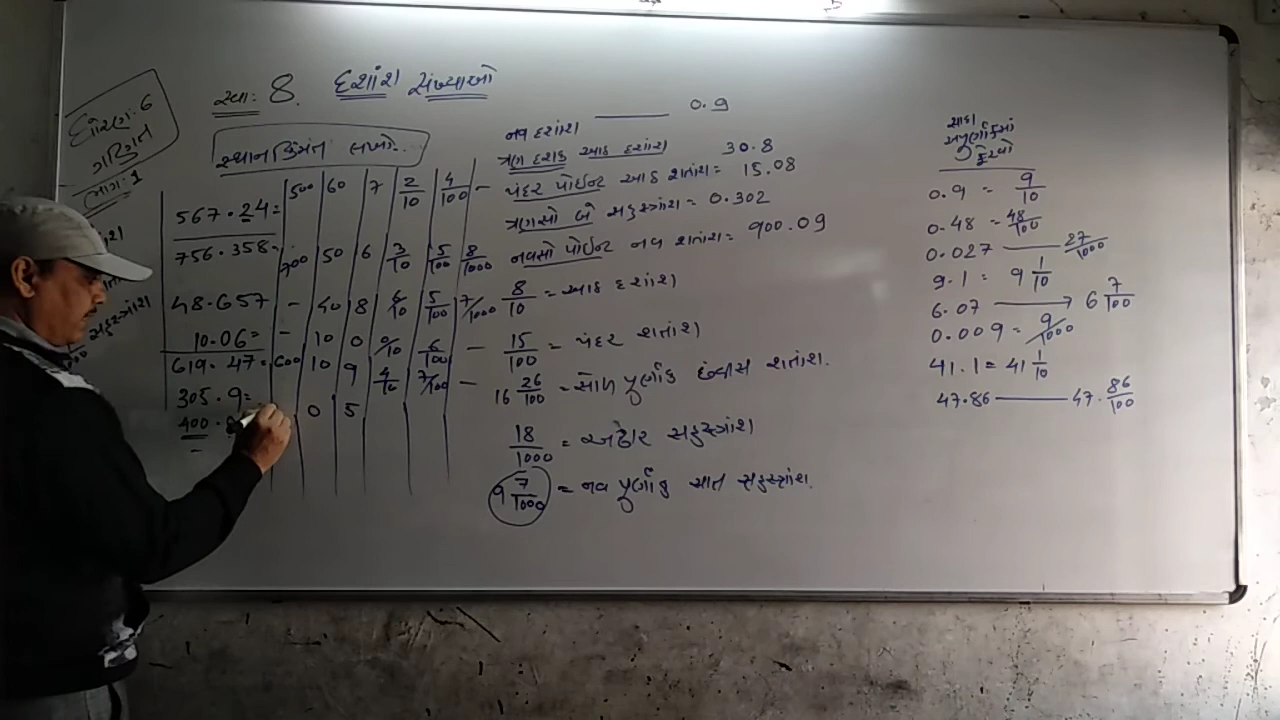 ધોરણ: 6
ગણિત
ભાગ: 1
સ્વા: 8. દશાંશ સંખ્યાઓ
સ્થાન કિંમત લખો.
567.24 = 500 60 7 2/10 4/100 -
756.358 = 700 50 6 3/10 5/100 8/1000
48.657 - 40 8 6/10 5/100 7/1000
10.06 = - 10 0 0/10 6/100 -
619.47 = 600 10 9 4/10 7/100 -
305.9 = 0 5
400.
સહસ્ત્રાંશ
નવ દશાંશ ____ 0.9
ત્રણ દશક આઠ દશાંશ 30.8
પંદર પોઈન્ટ આઠ શતાંશ = 15.08
ત્રણસો બે સહસ્ત્રાંશ = 0.302
નવસો પોઈન્ટ નવ શતાંશ = 900.09
8/10 = આઠ દશાંશ
15/100 = પંદર શતાંશ
16 26/100 = સોળ પુર્ણાંક છવ્વીસ શતાંશ.
18/1000 = અઢાર સહસ્ત્રાંશ
9 7/1000 = નવ પુર્ણાંક સાત સહસ્ત્રાંશ.
સાદા
અપુર્ણાંકમાં
ફેરવો
0.9 = 9/10
0.48 = 48/100
0.027 —— 27/1000
9.1 = 9 1/10
6.07 ——→ 6 7/100
0.009 = 9/1000
41.1 = 41 1/10
47.86 —— 47. 86/100